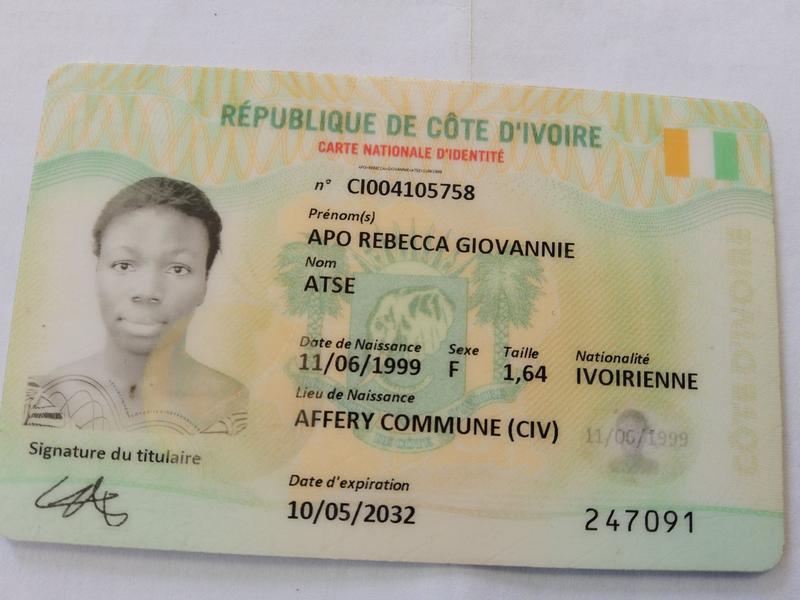 RÉPUBLIQUE DE CÔTE D'IVOIRE
CARTE NATIONALE D'IDENTITÉ
n° CI004105758
Prénom(s)
APO REBECCA GIOVANNIE
Nom
ATSE
Date de Naissance Sexe Taille Nationalité
11/06/1999 F 1,64 IVOIRIENNE
Lieu de Naissance
AFFERY COMMUNE (CIV)
11/06/1999
Signature du titulaire
Date d'expiration
10/05/2032
247091